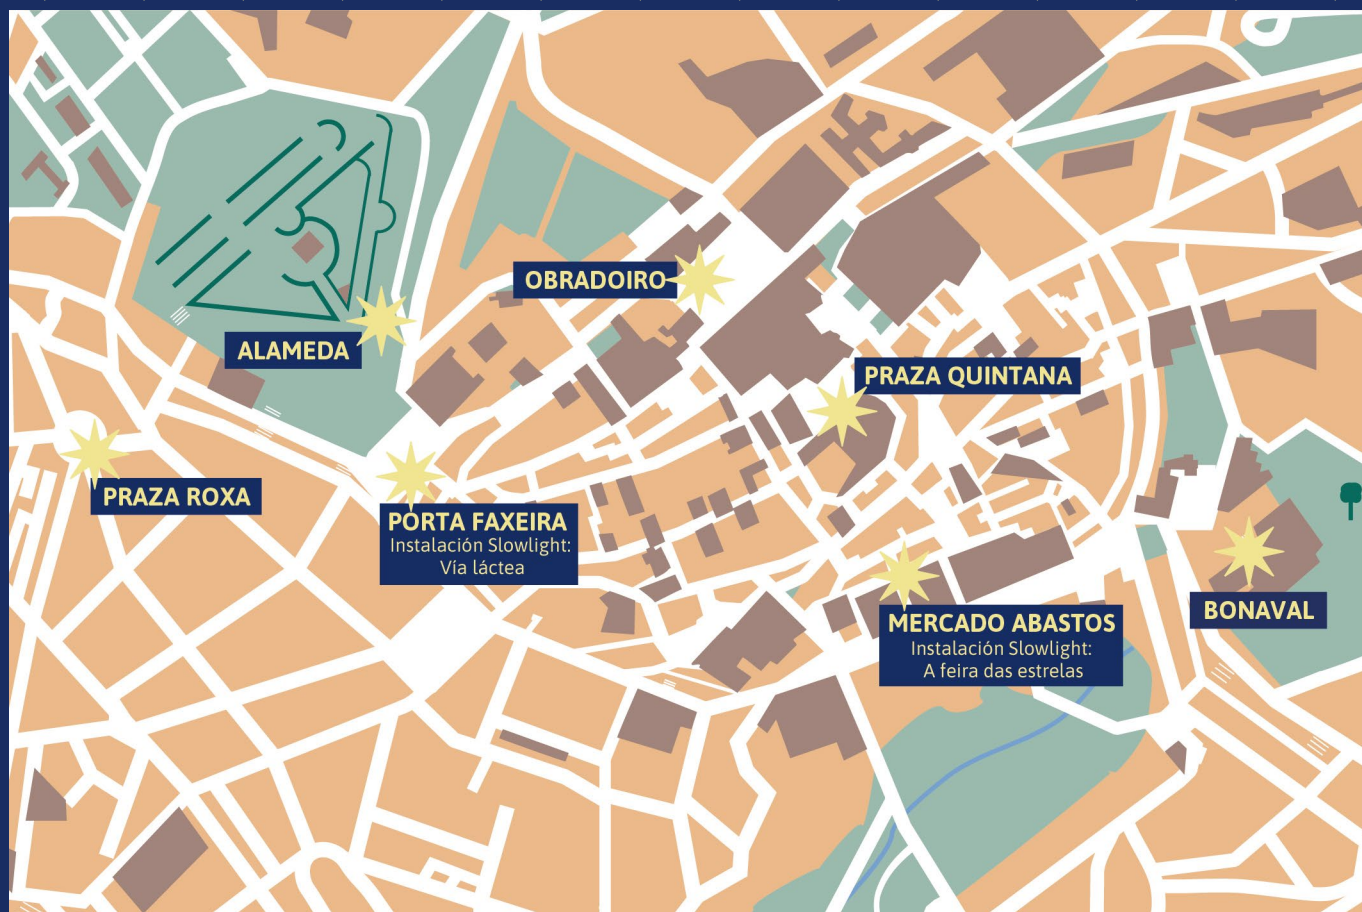 OBRADOIRO
ALAMEDA
PRAZA QUINTANA
PRAZA ROXA
PORTA FAXEIRA
Instalación Slowlight:
Vía láctea
MERCADO ABASTOS
Instalación Slowlight:
A feira das estrelas
BONAVAL